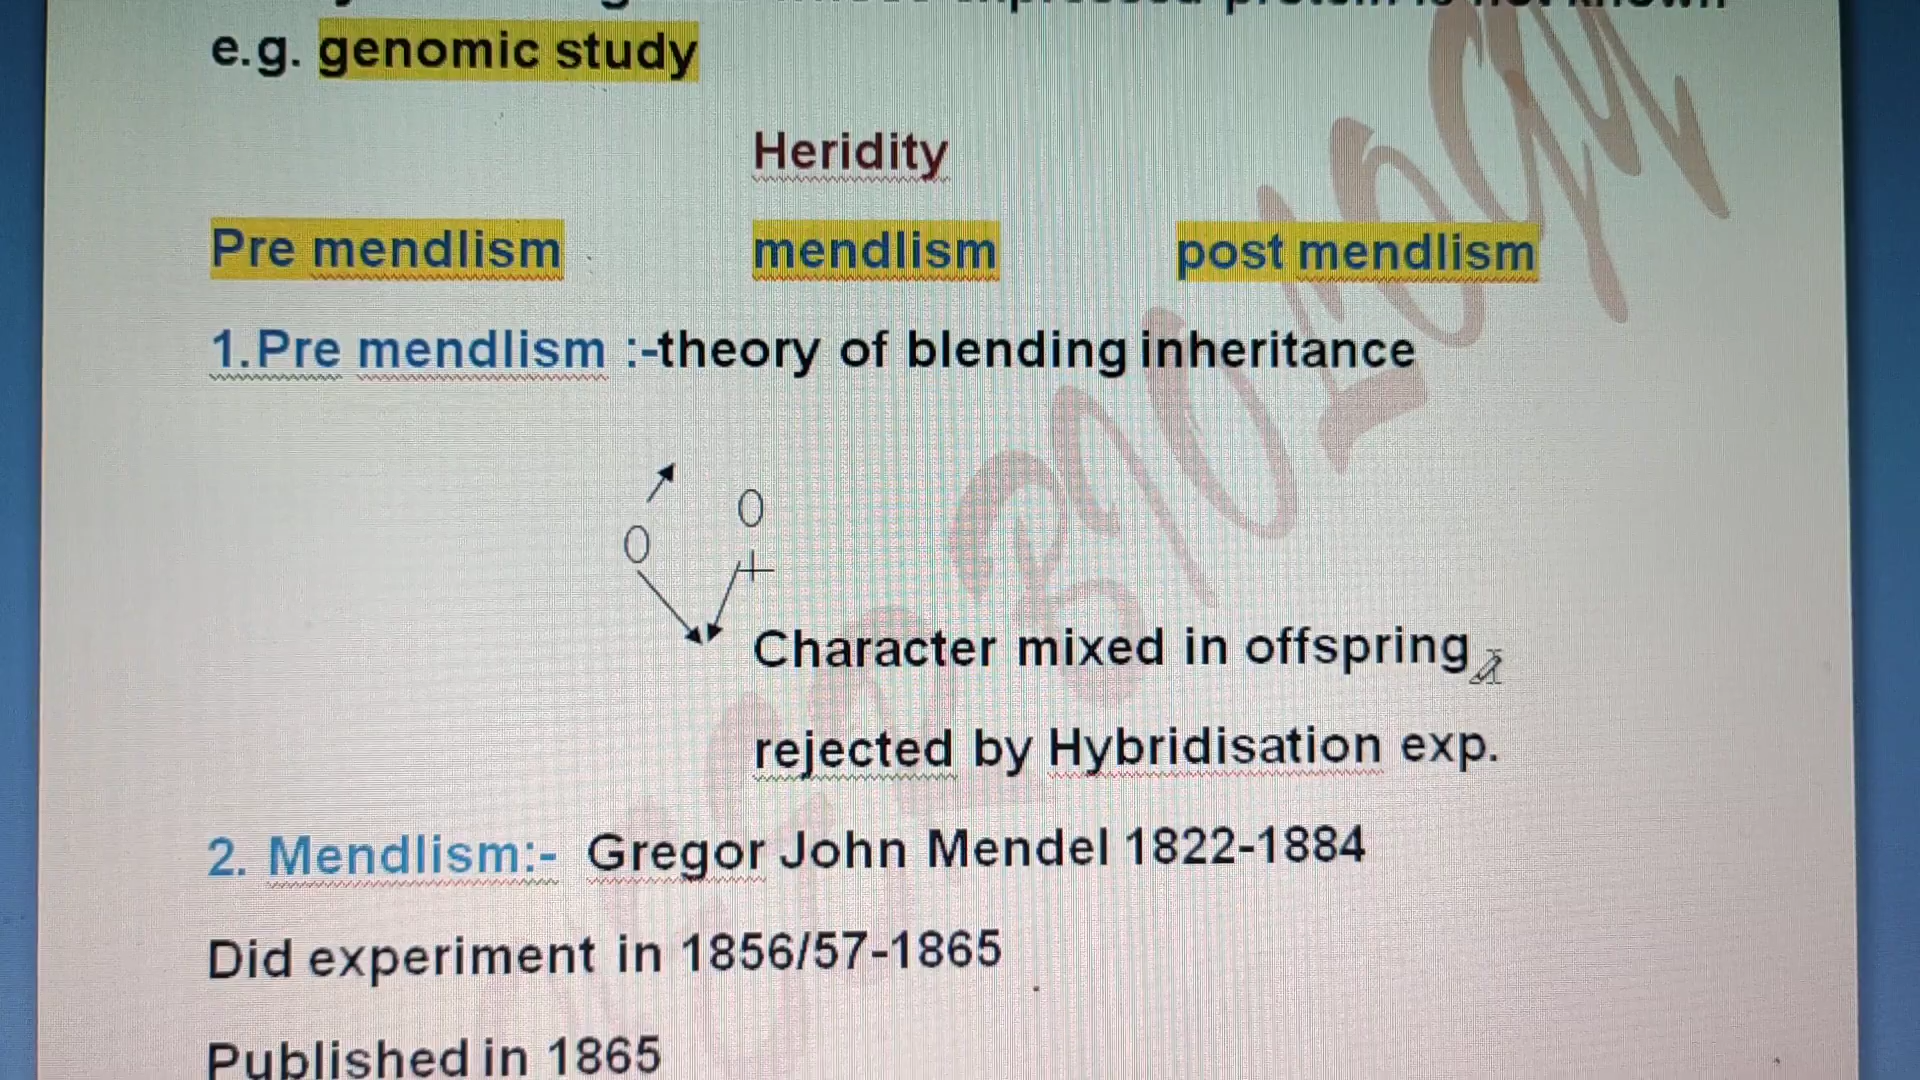 e.g. genomic study
Heridity
Pre mendlism mendlism post mendlism
1.Pre mendlism :-theory of blending inheritance
Character mixed in offspring
rejected by Hybridisation exp.
2. Mendlism:- Gregor John Mendel 1822-1884
Did experiment in 1856/57-1865
Published in 1865